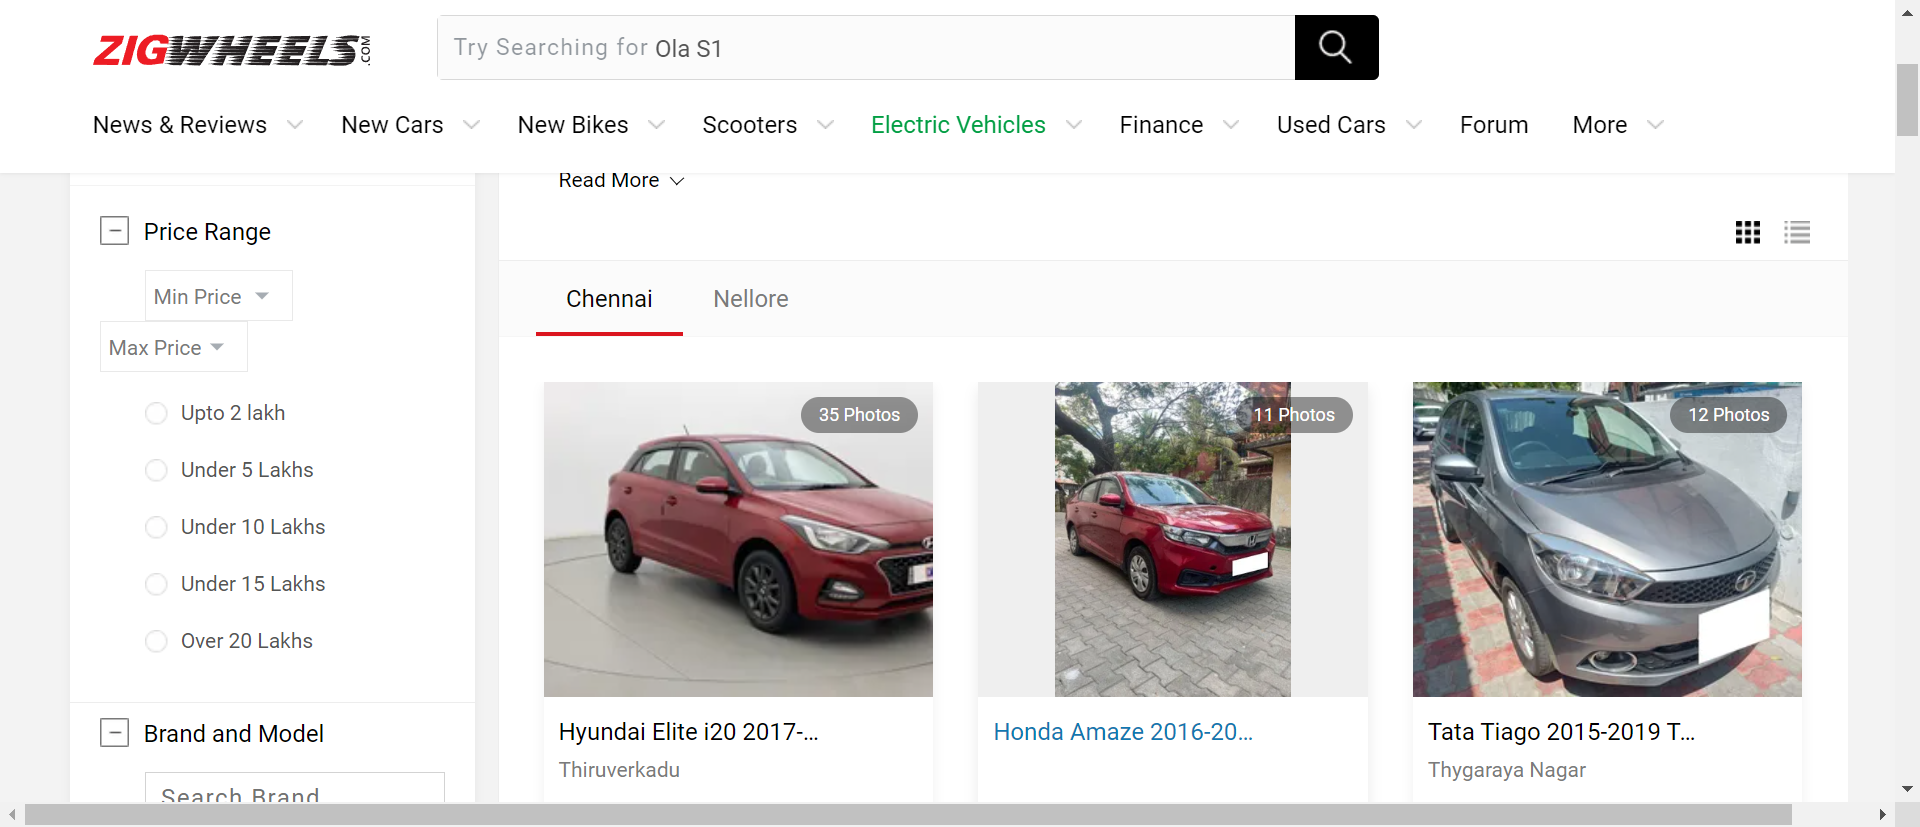 ZIGWHEELS.COM
Try Searching for Ola S1
News & Reviews New Cars New Bikes Scooters Electric Vehicles Finance Used Cars Forum More
Read More
Price Range
Min Price
Max Price
Upto 2 lakh
Under 5 Lakhs
Under 10 Lakhs
Under 15 Lakhs
Over 20 Lakhs
Brand and Model
Search Brand
Chennai Nellore
35 Photos
11 Photos
12 Photos
Hyundai Elite i20 2017-...
Thiruverkadu
Honda Amaze 2016-20...
Tata Tiago 2015-2019 T...
Thygaraya Nagar